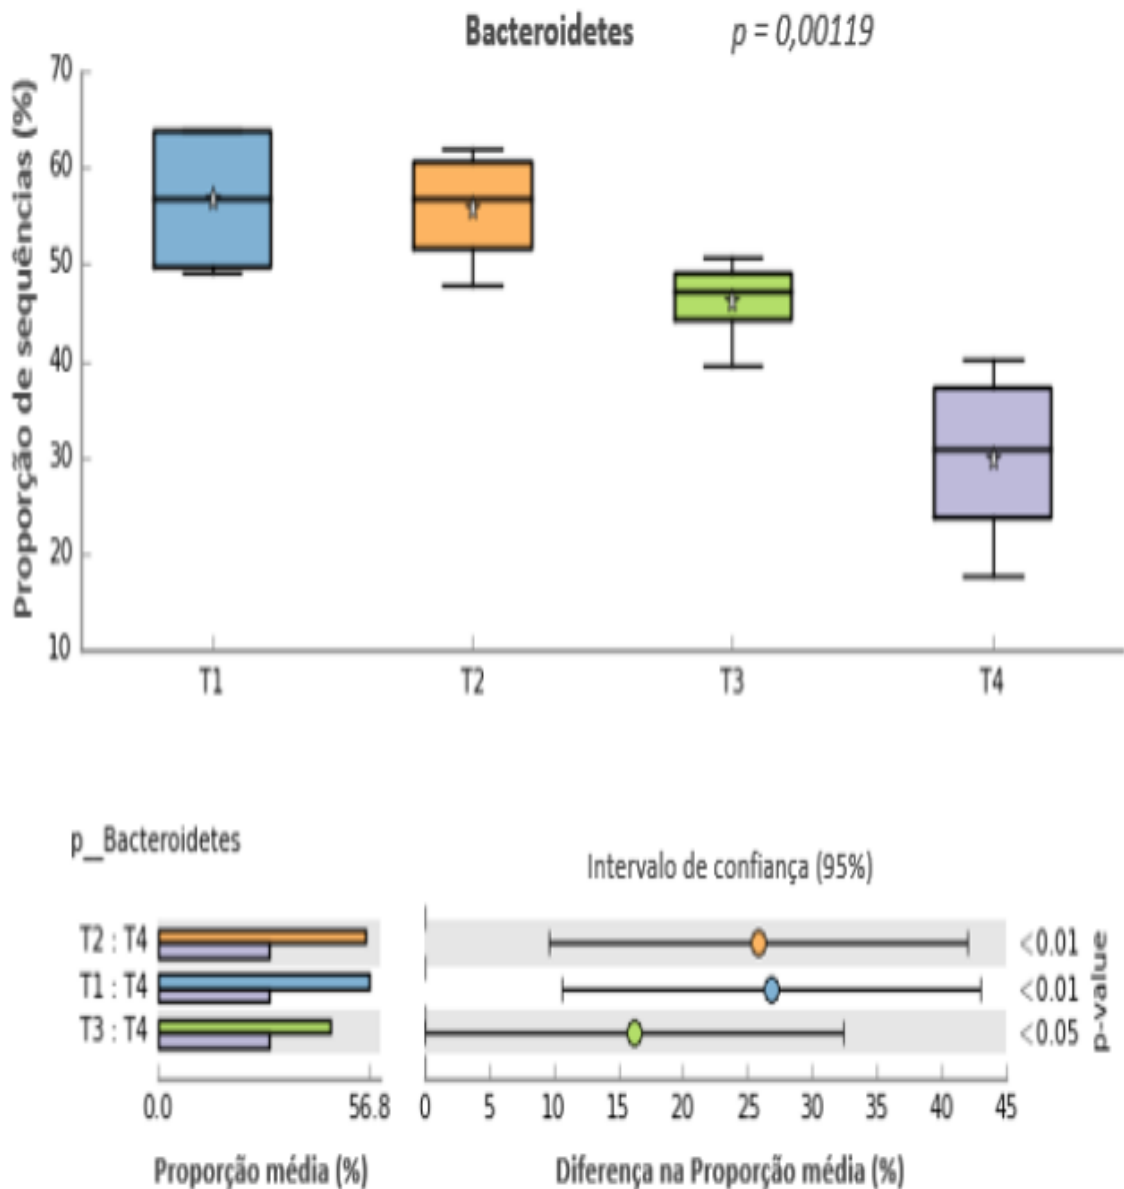 Bacteroidetes p = 0,00119
Proporção de sequências (%)
70
60
50
40
30
20
10
T1 T2 T3 T4
p__Bacteroidetes
Intervalo de confiança (95%)
T2 : T4 <0.01
T1 : T4 <0.01
T3 : T4 <0.05
p-value
0.0 56.8 0 5 10 15 20 25 30 35 40 45
Proporção média (%) Diferença na Proporção média (%)